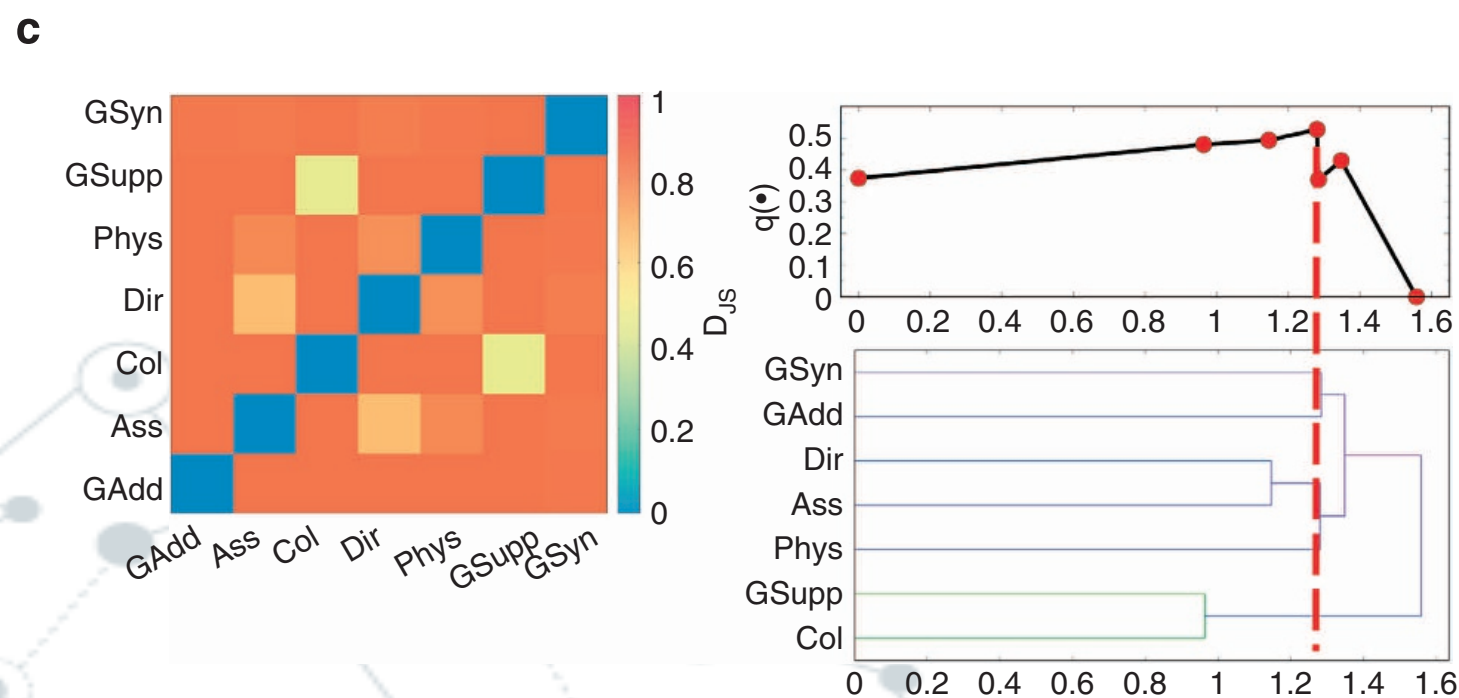 c
GSyn
GSupp
Phys
Dir
Col
Ass
GAdd
GAdd Ass Col Dir Phys GSupp GSyn
1
0.8
0.6
0.4
0.2
0
D_JS
q(•)
0.5
0.4
0.3
0.2
0.1
0
0 0.2 0.4 0.6 0.8 1 1.2 1.4 1.6
GSyn
GAdd
Dir
Ass
Phys
GSupp
Col
0 0.2 0.4 0.6 0.8 1 1.2 1.4 1.6